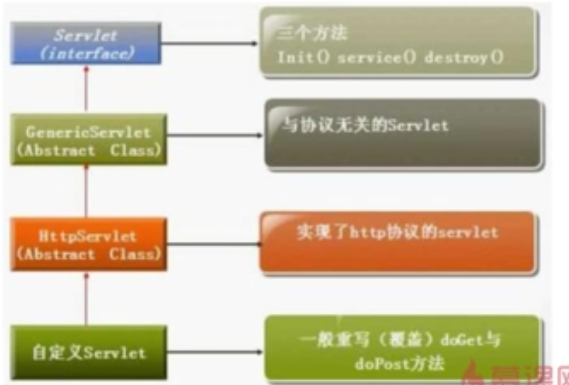 Servlet
(interface)
三个方法
Init() service() destroy()
GenericServlet
(Abstract Class)
与协议无关的Servlet
HttpServlet
(Abstract Class)
实现了http协议的servlet
自定义Servlet
一般重写（覆盖）doGet与
doPost方法
慕课网